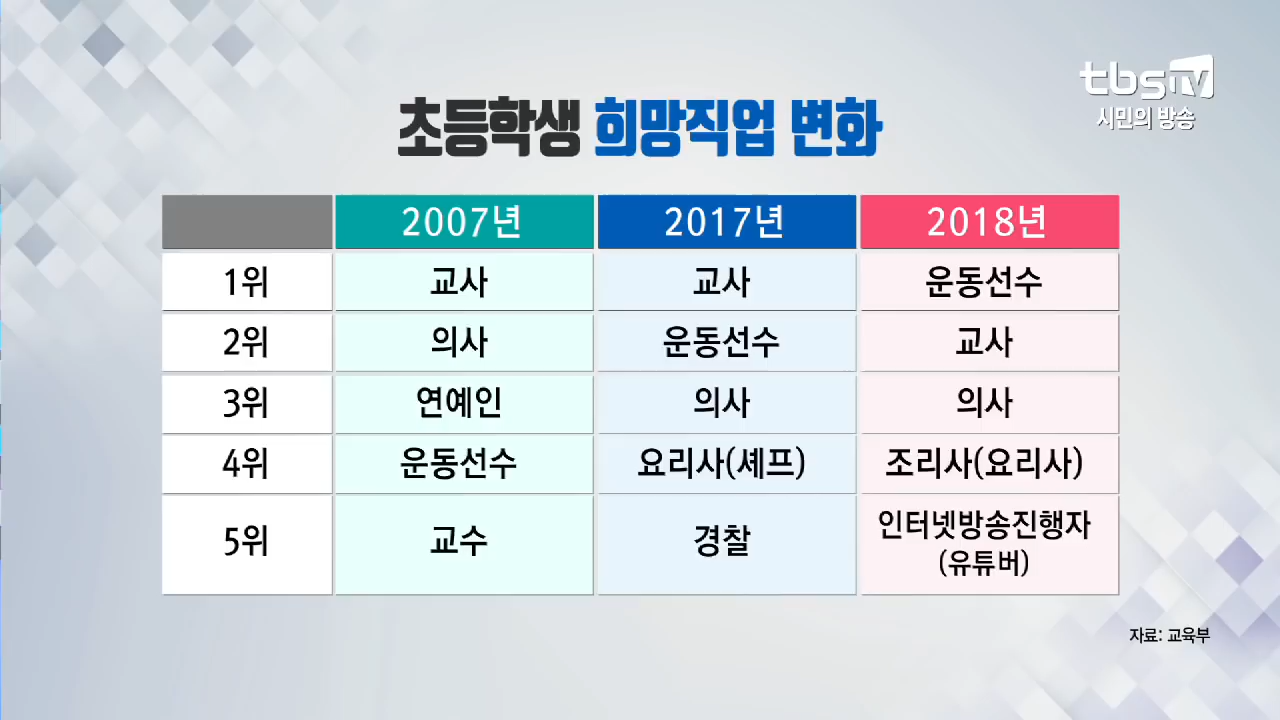 tbs TV
시민의 방송
초등학생 희망직업 변화
2007년 2017년 2018년
1위 교사 교사 운동선수
2위 의사 운동선수 교사
3위 연예인 의사 의사
4위 운동선수 요리사(셰프) 조리사(요리사)
5위 교수 경찰 인터넷방송진행자
(유튜버)
자료: 교육부